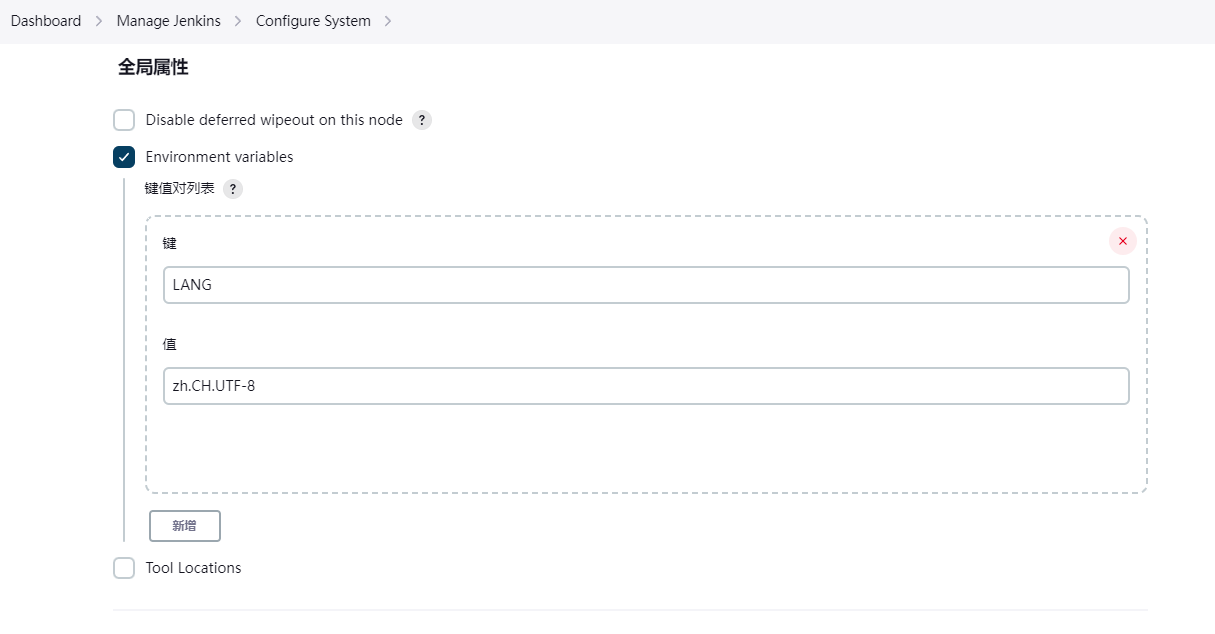 Dashboard > Manage Jenkins > Configure System >
全局属性
Disable deferred wipeout on this node ?
Environment variables
键值对列表 ?
键
LANG
值
zh.CH.UTF-8
新增
Tool Locations